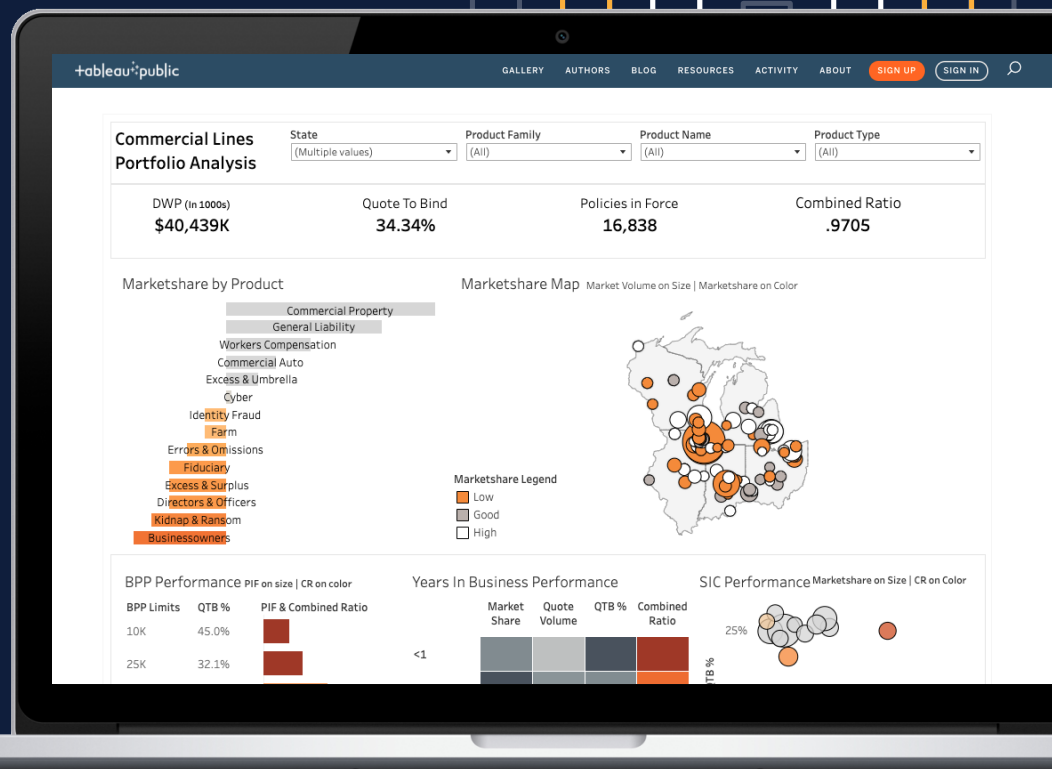 +ableau public
GALLERY AUTHORS BLOG RESOURCES ACTIVITY ABOUT SIGN UP SIGN IN
Commercial Lines
Portfolio Analysis
State Product Family Product Name Product Type
(Multiple values) (All) (All) (All)
DWP (In 1000s) Quote To Bind Policies in Force Combined Ratio
$40,439K 34.34% 16,838 .9705
Marketshare by Product
Commercial Property
General Liability
Workers Compensation
Commercial Auto
Excess & Umbrella
Cyber
Identity Fraud
Farm
Errors & Omissions
Fiduciary
Excess & Surplus
Directors & Officers
Kidnap & Ransom
Businessowners
Marketshare Map Market Volume on Size | Marketshare on Color
Marketshare Legend
Low
Good
High
BPP Performance PIF on size | CR on color
BPP Limits QTB % PIF & Combined Ratio
10K 45.0%
25K 32.1%
Years In Business Performance
Market Share Quote Volume QTB % Combined Ratio
<1
SIC Performance Marketshare on Size | CR on Color
25%
QTB %